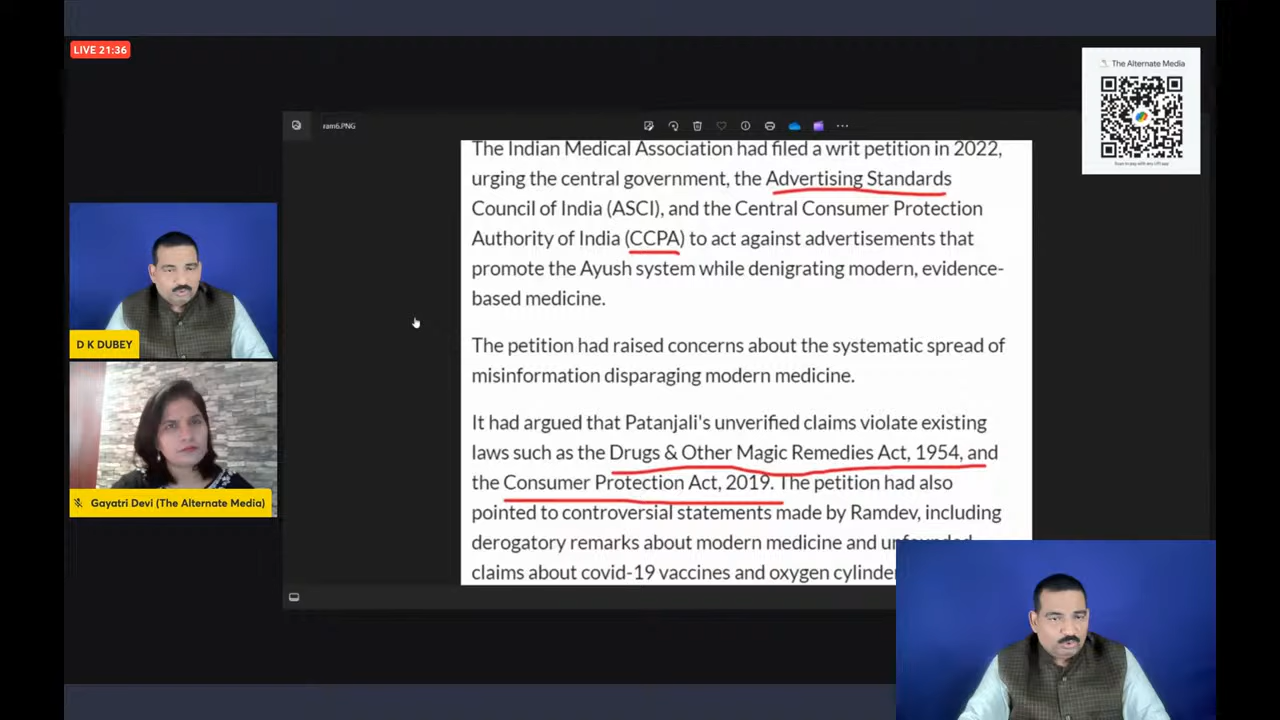 LIVE 21:36
The Alternate Media
ram6.PNG
The Indian Medical Association had filed a writ petition in 2022,
urging the central government, the Advertising Standards
Council of India (ASCI), and the Central Consumer Protection
Authority of India (CCPA) to act against advertisements that
promote the Ayush system while denigrating modern, evidence-
based medicine.
The petition had raised concerns about the systematic spread of
misinformation disparaging modern medicine.
It had argued that Patanjali's unverified claims violate existing
laws such as the Drugs & Other Magic Remedies Act, 1954, and
the Consumer Protection Act, 2019. The petition had also
pointed to controversial statements made by Ramdev, including
derogatory remarks about modern medicine and
claims about covid-19 vaccines and oxygen
D K DUBEY
Gayatri Devi (The Alternate Media)